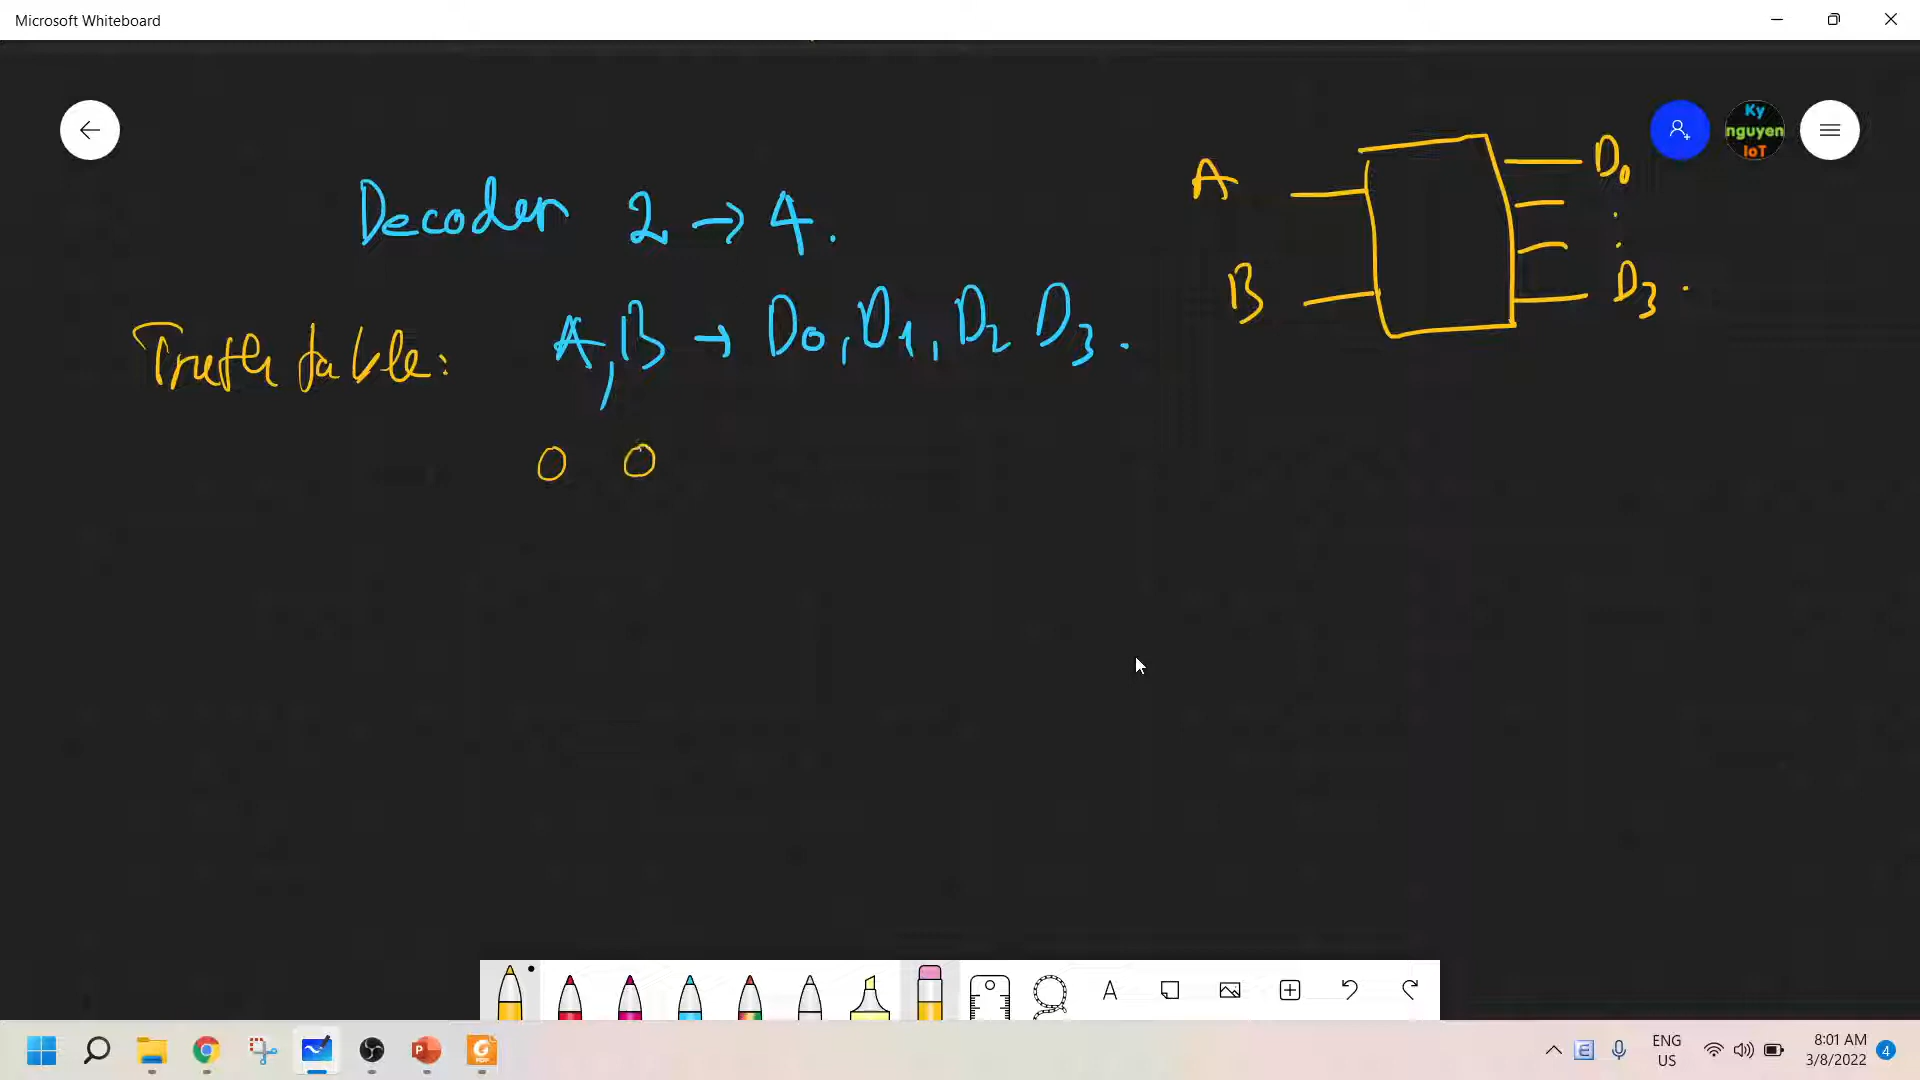 Microsoft Whiteboard
Ky
nguyen
IoT
Decoder 2 → 4.
A
B
D0
D3.
Truth table:
A, B → D0, D1, D2 D3.
0 0
A
ENG
US
8:01 AM
3/8/2022
4